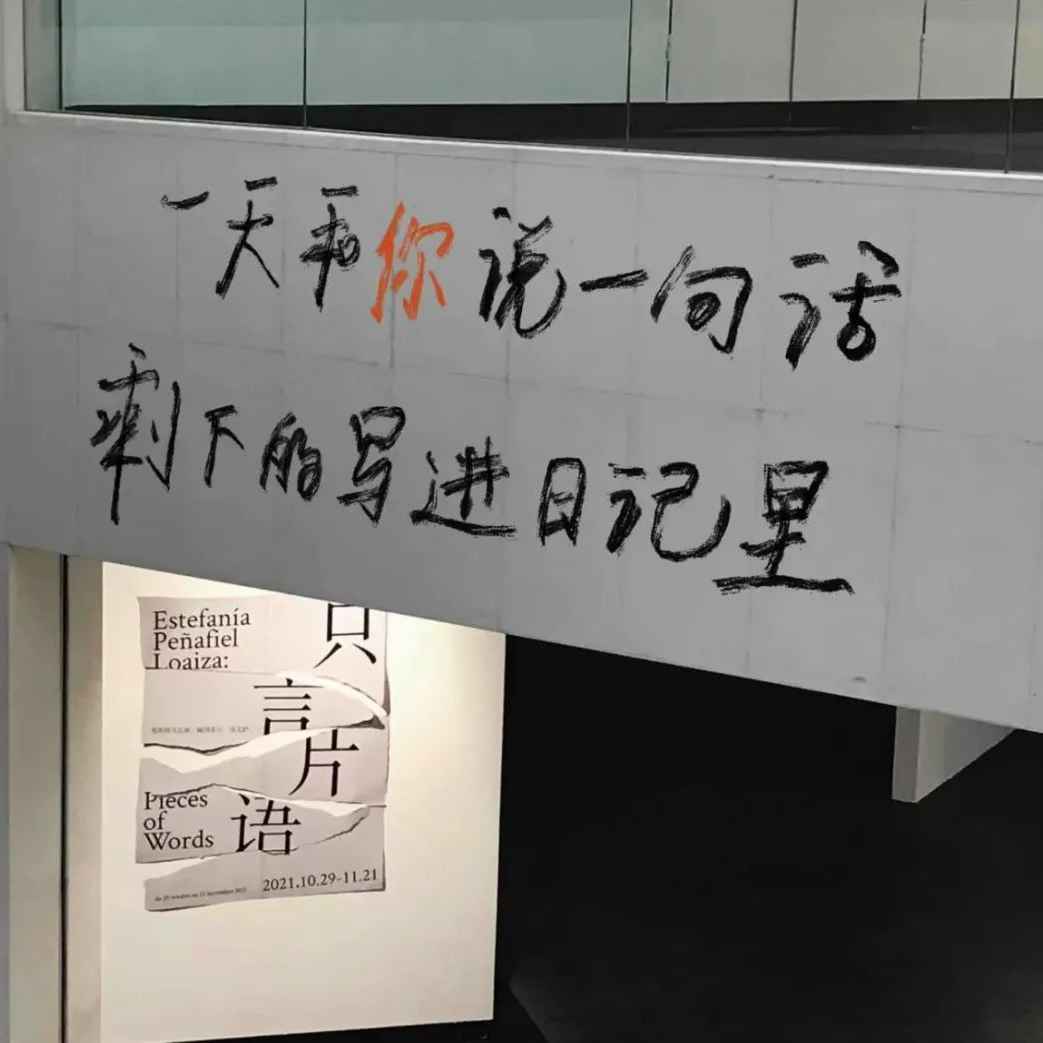 一天和你说一句话
剩下的写进日记里
Estefanía
Peñafiel
Loaiza:
只
言
片
语
Pieces
of
Words
2021.10.29-11.21